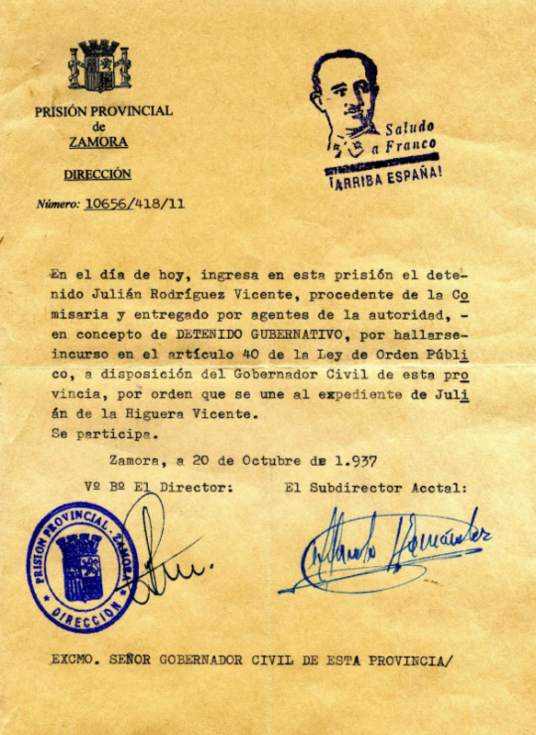 PRISIÓN PROVINCIAL
de
ZAMORA
DIRECCIÓN
Número: 10656/418/11
Saludo
a Franco
¡ARRIBA ESPAÑA!
En el día de hoy, ingresa en esta prisión el dete-
nido Julián Rodríguez Vicente, procedente de la Co
misaria y entregado por agentes de la autoridad, -
en concepto de DETENIDO GUBERNATIVO, por hallarse-
incurso en el artículo 40 de la Ley de Orden Públi
co, a disposición del Gobernador Civil de esta pro
vincia, por orden que se une al expediente de Juli
án de la Higuera Vicente.
Se participa.
Zamora, a 20 de Octubre de 1.937
Vº Bº El Director:
El Subdirector Acctal:
PRISIÓN PROVINCIAL - ZAMORA
DIRECCIÓN
Hernández
EXCMO. SEÑOR GOBERNADOR CIVIL DE ESTA PROVINCIA/